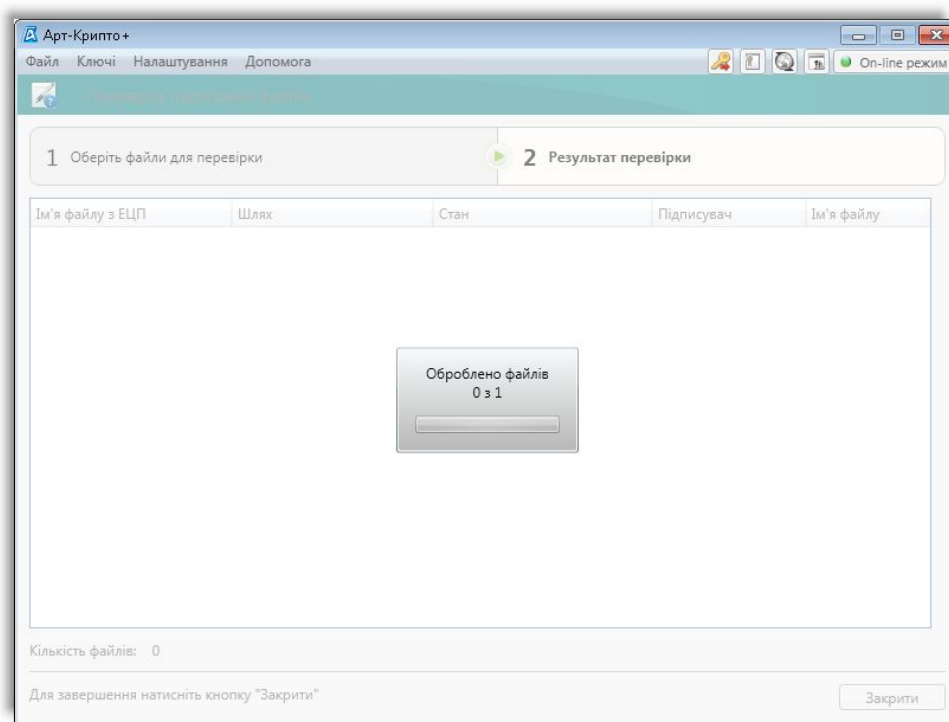 Арт-Крипто+
Файл Ключі Налаштування Допомога
On-line режим
1 Оберіть файли для перевірки
2 Результат перевірки
Ім'я файлу з ЕЦП Шлях Стан Підписувач Ім'я файлу
Оброблено файлів
0 з 1
Кількість файлів: 0
Для завершення натисніть кнопку "Закрити"
Закрити